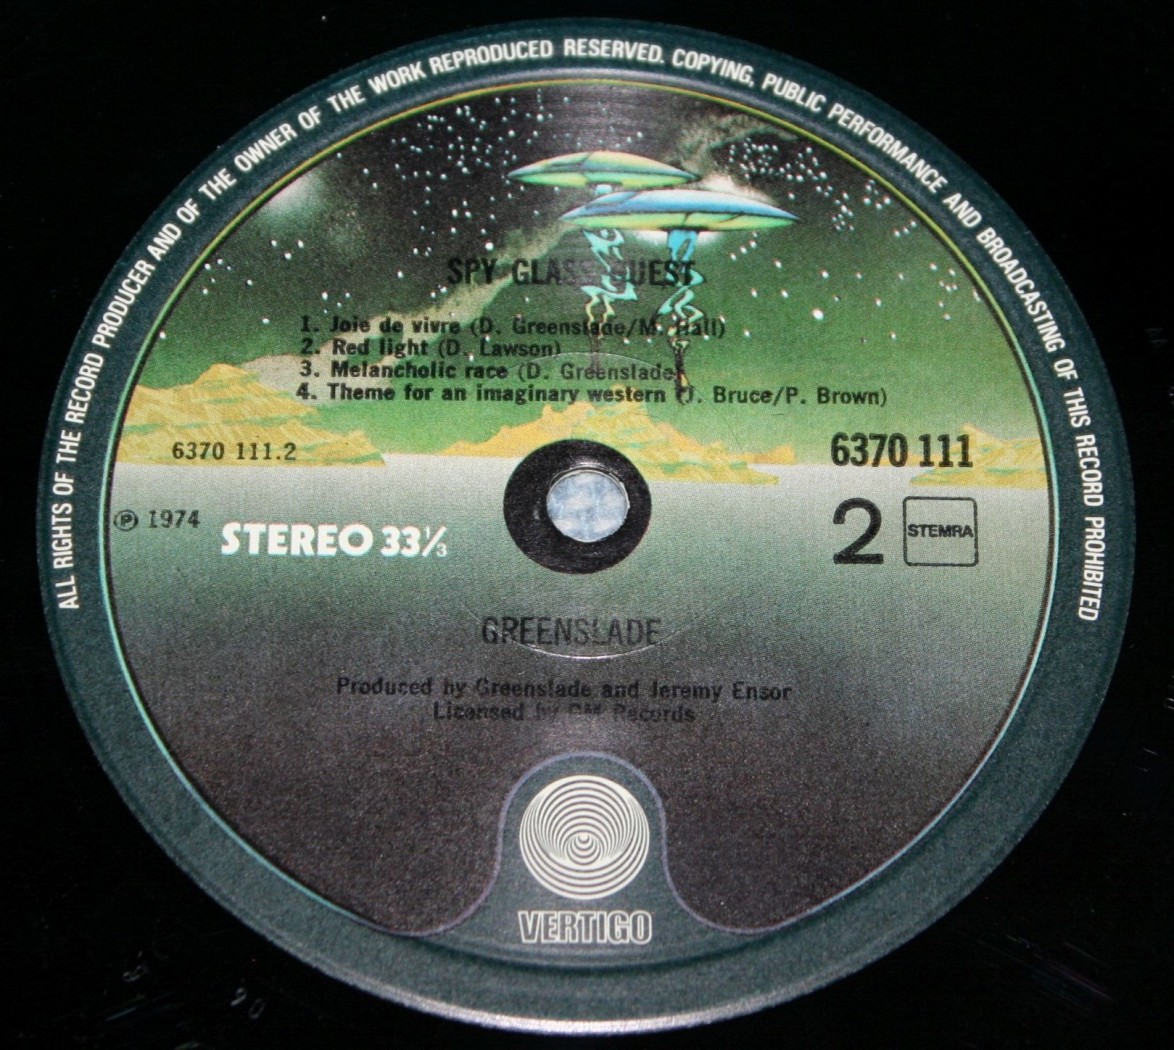 ALL RIGHTS OF THE RECORD PRODUCER AND OF THE OWNER OF THE WORK REPRODUCED RESERVED. COPYING, PUBLIC PERFORMANCE AND BROADCASTING OF THIS RECORD PROHIBITED
SPY GLASS GUEST
1. Joie de vivre (D. Greenslade/M. Hall)
2. Red light (D. Lawson)
3. Melancholic race (D. Greenslade)
4. Theme for an imaginary western (J. Bruce/P. Brown)
6370 111.2
6370 111
℗ 1974
STEREO 33⅓
2
STEMRA
GREENSLADE
Produced by Greenslade and Jeremy Ensor
Licensed by GM Records
VERTIGO